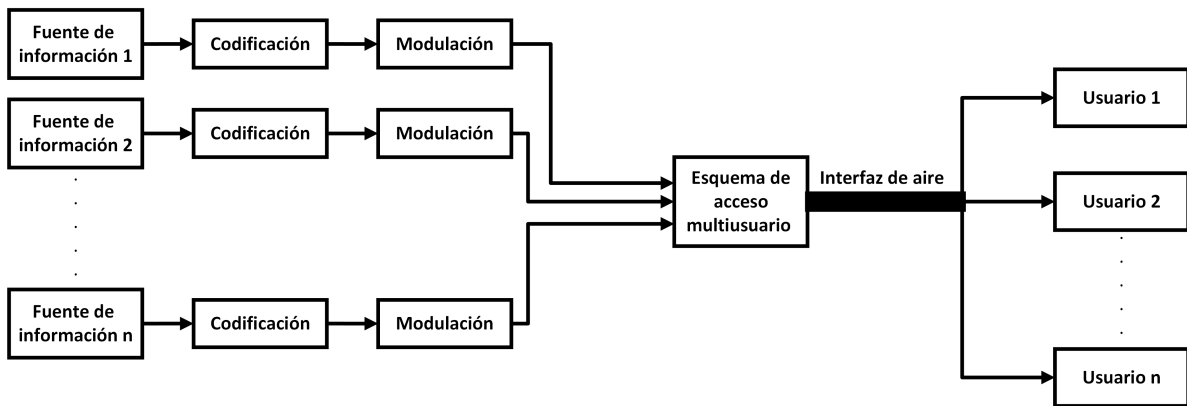 Fuente de
información 1
Codificación
Modulación
Fuente de
información 2
Codificación
Modulación
Fuente de
información n
Codificación
Modulación
Esquema de
acceso
multiusuario
Interfaz de aire
Usuario 1
Usuario 2
Usuario n